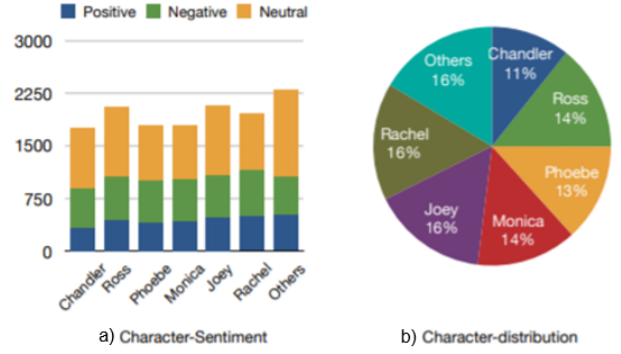 Positive Negative Neutral
3000
2250
1500
750
0
Chandler
Ross
Phoebe
Monica
Joey
Rachel
Others
a) Character-Sentiment
Chandler
11%
Ross
14%
Phoebe
13%
Monica
14%
Joey
16%
Rachel
16%
Others
16%
b) Character-distribution